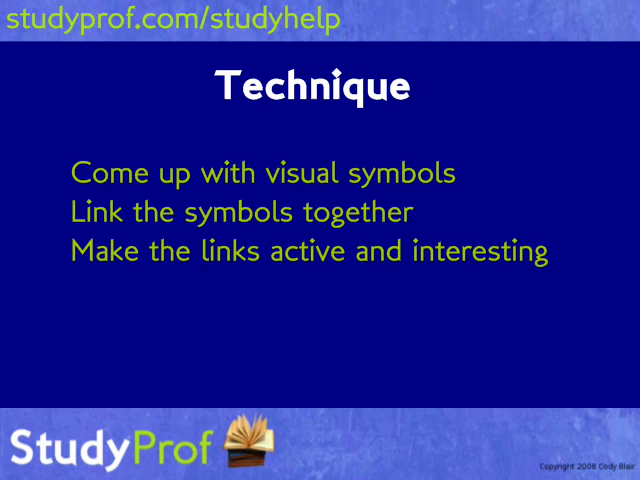 studyprof.com/studyhelp
Technique
Come up with visual symbols
Link the symbols together
Make the links active and interesting
StudyProf
Copyright 2008 Cody Blair